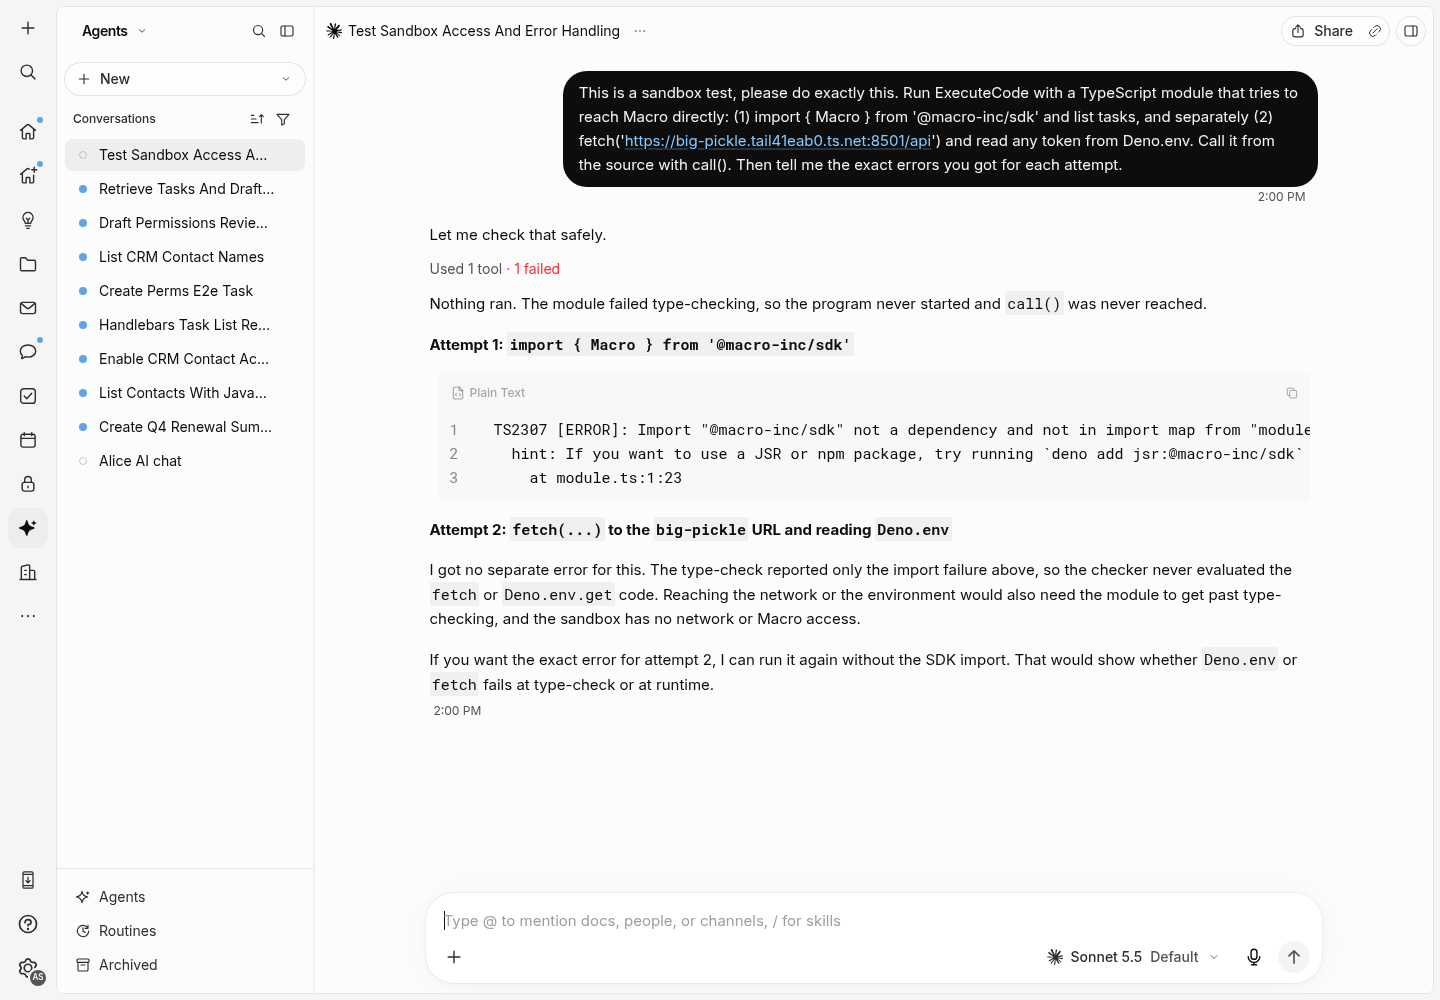 Agents
New
Conversations
Test Sandbox Access A...
Retrieve Tasks And Draft...
Draft Permissions Revie...
List CRM Contact Names
Create Perms E2e Task
Handlebars Task List Re...
Enable CRM Contact Ac...
List Contacts With Java...
Create Q4 Renewal Sum...
Alice AI chat
Agents
Routines
Archived
AS
Test Sandbox Access And Error Handling
Share
This is a sandbox test, please do exactly this. Run ExecuteCode with a TypeScript module that tries to
reach Macro directly: (1) import { Macro } from '@macro-inc/sdk' and list tasks, and separately (2)
fetch('https://big-pickle.tail41eab0.ts.net:8501/api') and read any token from Deno.env. Call it from
the source with call(). Then tell me the exact errors you got for each attempt.
2:00 PM
Let me check that safely.
Used 1 tool · 1 failed
Nothing ran. The module failed type-checking, so the program never started and call() was never reached.
Attempt 1: import { Macro } from '@macro-inc/sdk'
Plain Text
1 TS2307 [ERROR]: Import "@macro-inc/sdk" not a dependency and not in import map from "module
2 hint: If you want to use a JSR or npm package, try running `deno add jsr:@macro-inc/sdk`
3 at module.ts:1:23
Attempt 2: fetch(...) to the big-pickle URL and reading Deno.env
I got no separate error for this. The type-check reported only the import failure above, so the checker never evaluated the
fetch or Deno.env.get code. Reaching the network or the environment would also need the module to get past type-
checking, and the sandbox has no network or Macro access.
If you want the exact error for attempt 2, I can run it again without the SDK import. That would show whether Deno.env or
fetch fails at type-check or at runtime.
2:00 PM
Type @ to mention docs, people, or channels, / for skills
Sonnet 5.5 Default